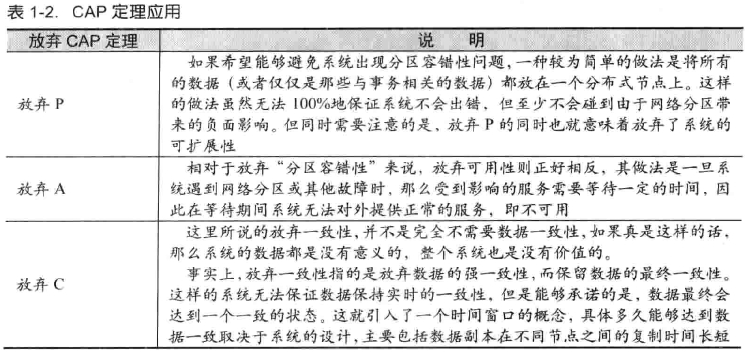 表 1-2. CAP 定理应用
放弃 CAP 定理 说 明
如果希望能够避免系统出现分区容错性问题，一种较为简单的做法是将所有
的数据（或者仅仅是那些与事务相关的数据）都放在一个分布式节点上。这样
放弃 P 的做法虽然无法 100%地保证系统不会出错，但至少不会碰到由于网络分区带
来的负面影响。但同时需要注意的是，放弃 P 的同时也就意味着放弃了系统的
可扩展性
相对于放弃“分区容错性”来说，放弃可用性则正好相反，其做法是一旦系
放弃 A 统遇到网络分区或其他故障时，那么受到影响的服务需要等待一定的时间，因
此在等待期间系统无法对外提供正常的服务，即不可用
这里所说的放弃一致性，并不是完全不需要数据一致性，如果真是这样的话，
那么系统的数据都是没有意义的，整个系统也是没有价值的。
事实上，放弃一致性指的是放弃数据的强一致性，而保留数据的最终一致性。
放弃 C 这样的系统无法保证数据保持实时的一致性，但是能够承诺的是，数据最终会
达到一个一致的状态。这就引入了一个时间窗口的概念，具体多久能够达到数
据一致取决于系统的设计，主要包括数据副本在不同节点之间的复制时间长短